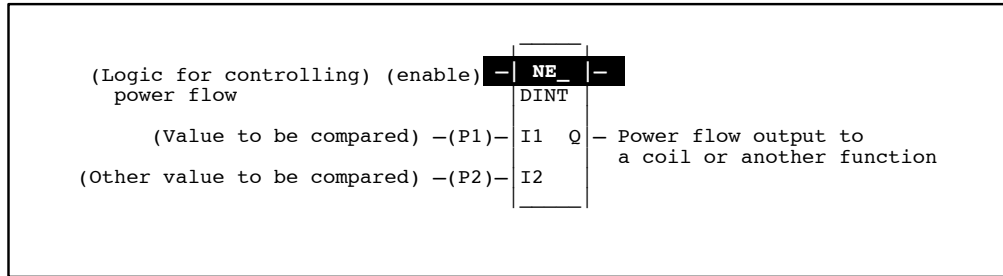 (Logic for controlling) (enable) –| NE_ |–
power flow |DINT |
(Value to be compared) –(P1)–|I1 Q|– Power flow output to
a coil or another function
(Other value to be compared) –(P2)–|I2 |